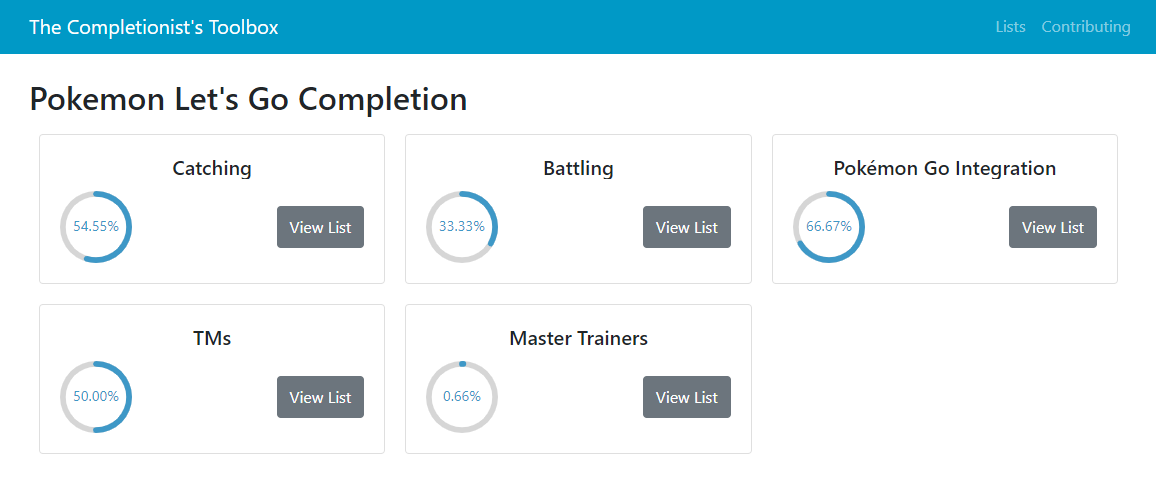 The Completionist's Toolbox
Lists
Contributing
Pokemon Let's Go Completion
Catching
54.55%
View List
Battling
33.33%
View List
Pokémon Go Integration
66.67%
View List
TMs
50.00%
View List
Master Trainers
0.66%
View List